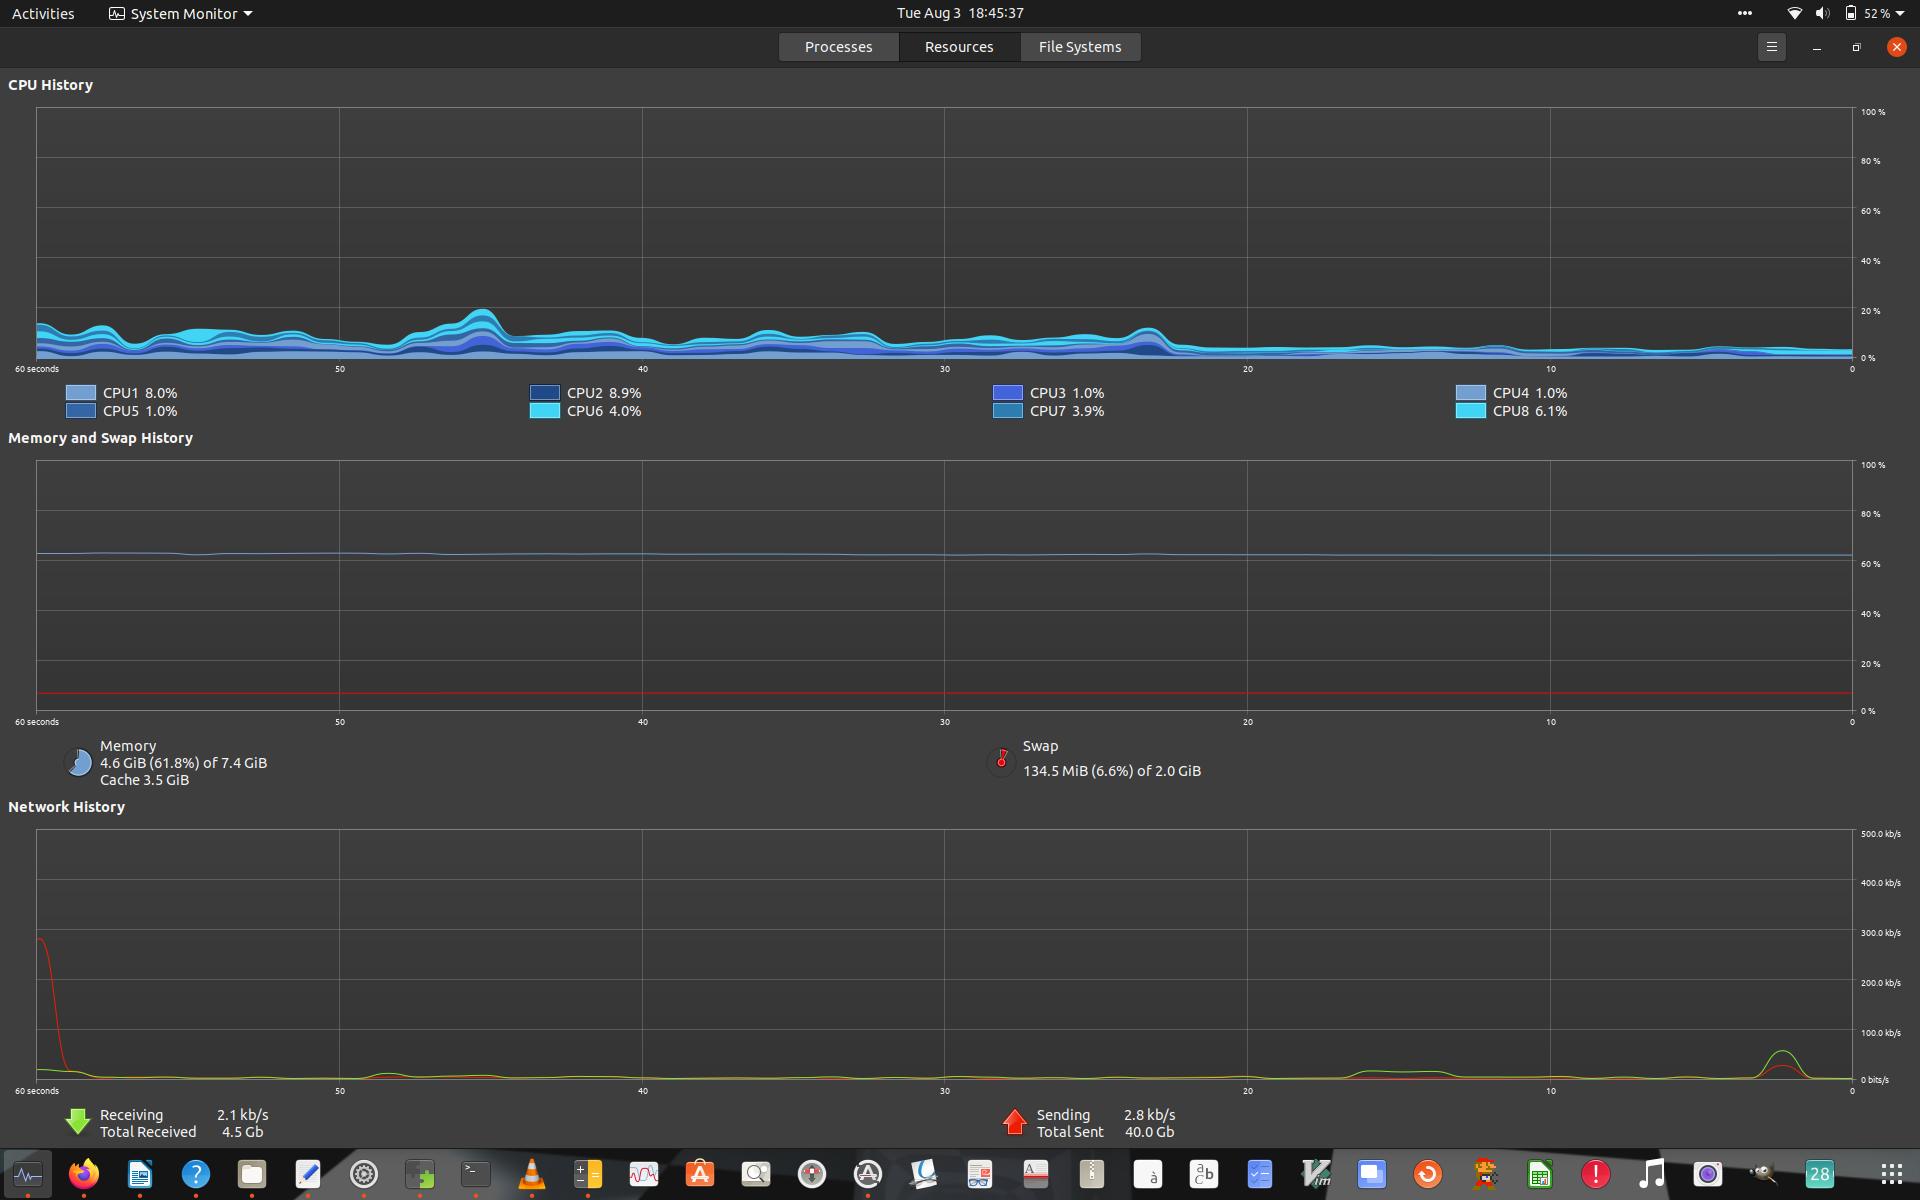 Activities
System Monitor
Tue Aug 3 18:45:37
52 %
Processes
Resources
File Systems
CPU History
100 %
80 %
60 %
40 %
20 %
0 %
60 seconds 50 40 30 20 10 0
CPU1 8.0% CPU2 8.9% CPU3 1.0% CPU4 1.0%
CPU5 1.0% CPU6 4.0% CPU7 3.9% CPU8 6.1%
Memory and Swap History
100 %
80 %
60 %
40 %
20 %
0 %
60 seconds 50 40 30 20 10 0
Memory
4.6 GiB (61.8%) of 7.4 GiB
Cache 3.5 GiB
Swap
134.5 MiB (6.6%) of 2.0 GiB
Network History
500.0 kb/s
400.0 kb/s
300.0 kb/s
200.0 kb/s
100.0 kb/s
0 bits/s
60 seconds 50 40 30 20 10 0
Receiving 2.1 kb/s
Total Received 4.5 Gb
Sending 2.8 kb/s
Total Sent 40.0 Gb
28